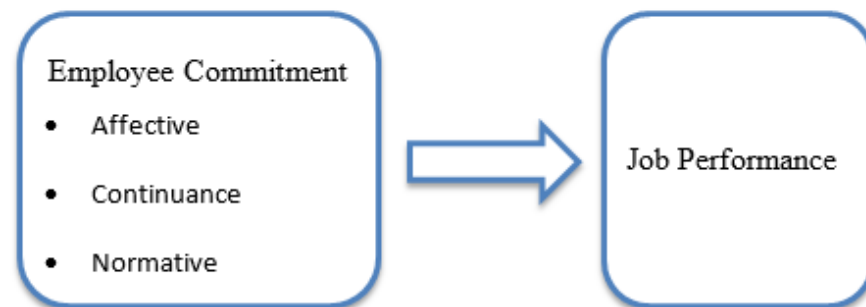 Employee Commitment
• Affective
• Continuance
• Normative
Job Performance